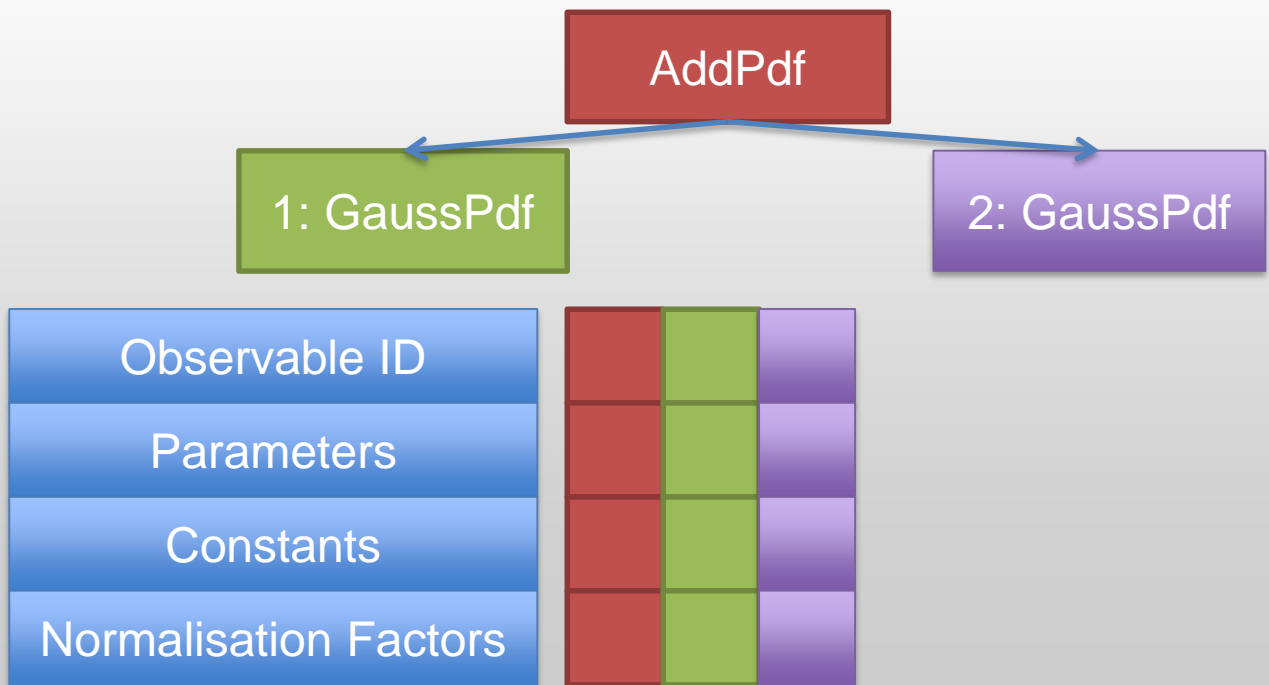 AddPdf
1: GaussPdf
2: GaussPdf
Observable ID
Parameters
Constants
Normalisation Factors